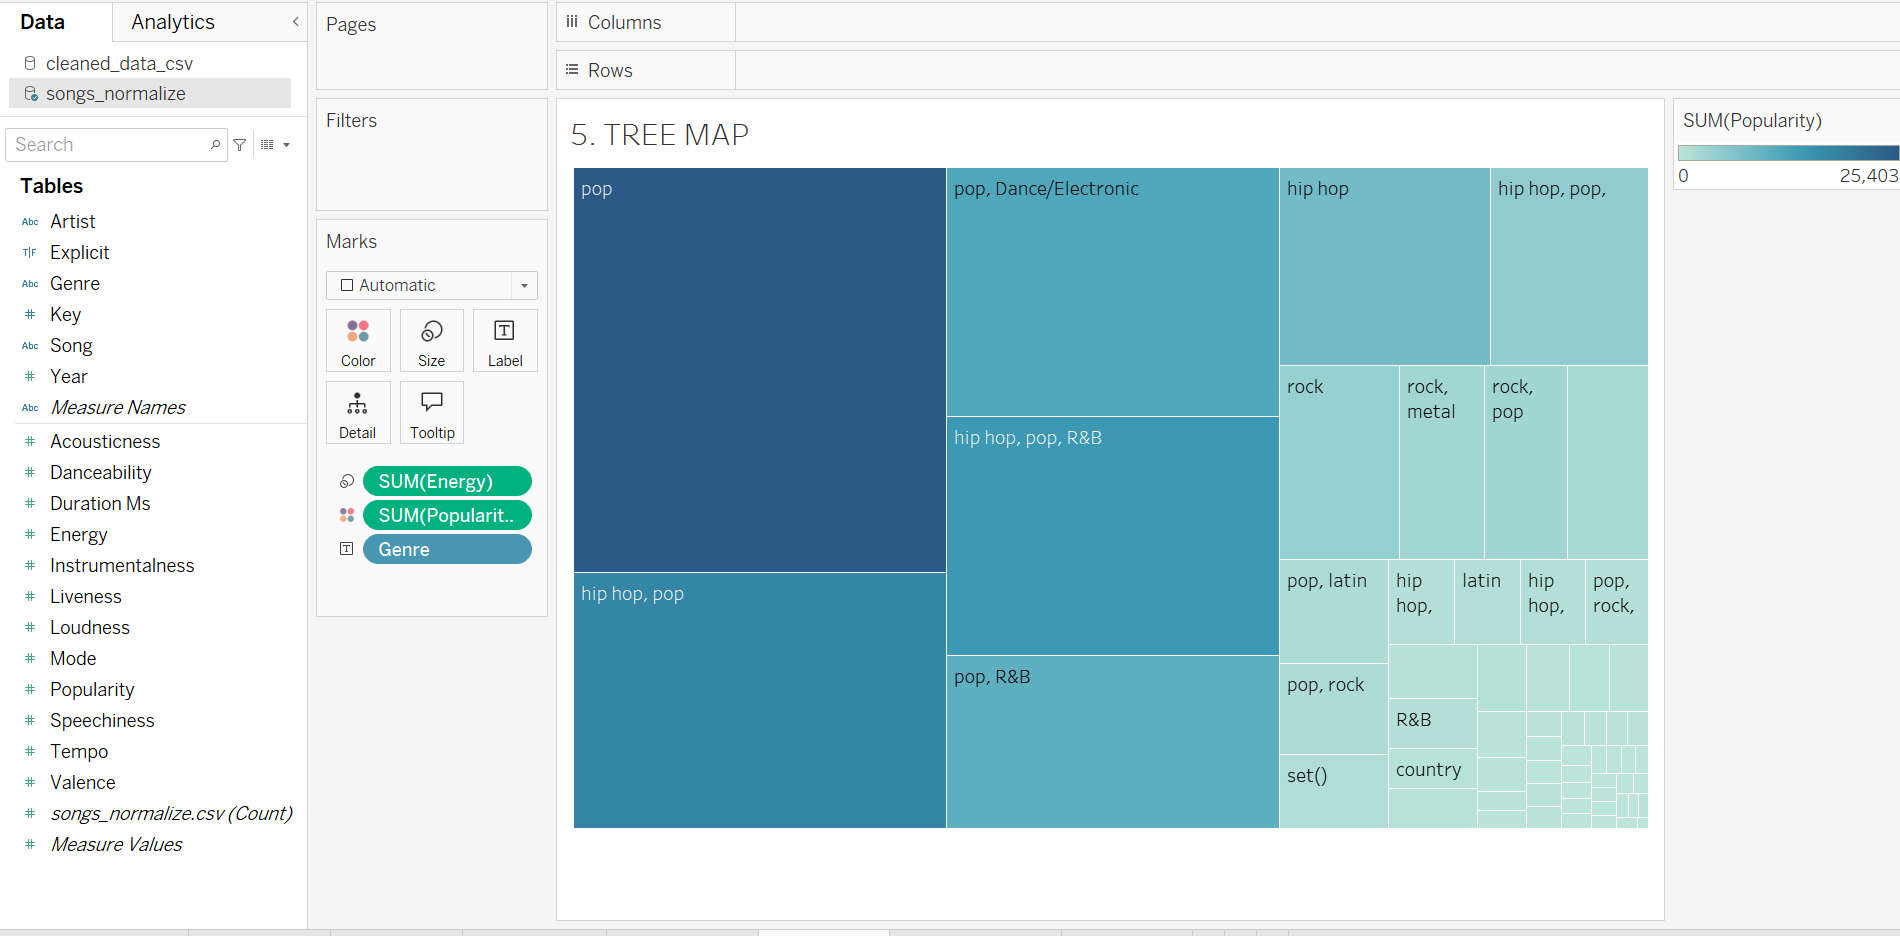 Data
Analytics
cleaned_data_csv
songs_normalize
Search
Tables
Abc Artist
T|F Explicit
Abc Genre
# Key
Abc Song
# Year
Abc Measure Names
# Acousticness
# Danceability
# Duration Ms
# Energy
# Instrumentalness
# Liveness
# Loudness
# Mode
# Popularity
# Speechiness
# Tempo
# Valence
# songs_normalize.csv (Count)
# Measure Values
Pages
Filters
Marks
Automatic
Color
Size
T
Label
Detail
Tooltip
SUM(Energy)
SUM(Popularit..
T Genre
Columns
Rows
5. TREE MAP
pop
hip hop, pop
pop, Dance/Electronic
hip hop, pop, R&B
pop, R&B
hip hop
hip hop, pop,
rock
rock,
metal
rock,
pop
pop, latin
hip
hop,
latin
hip
hop,
pop,
rock,
pop, rock
R&B
set()
country
SUM(Popularity)
0
25,403